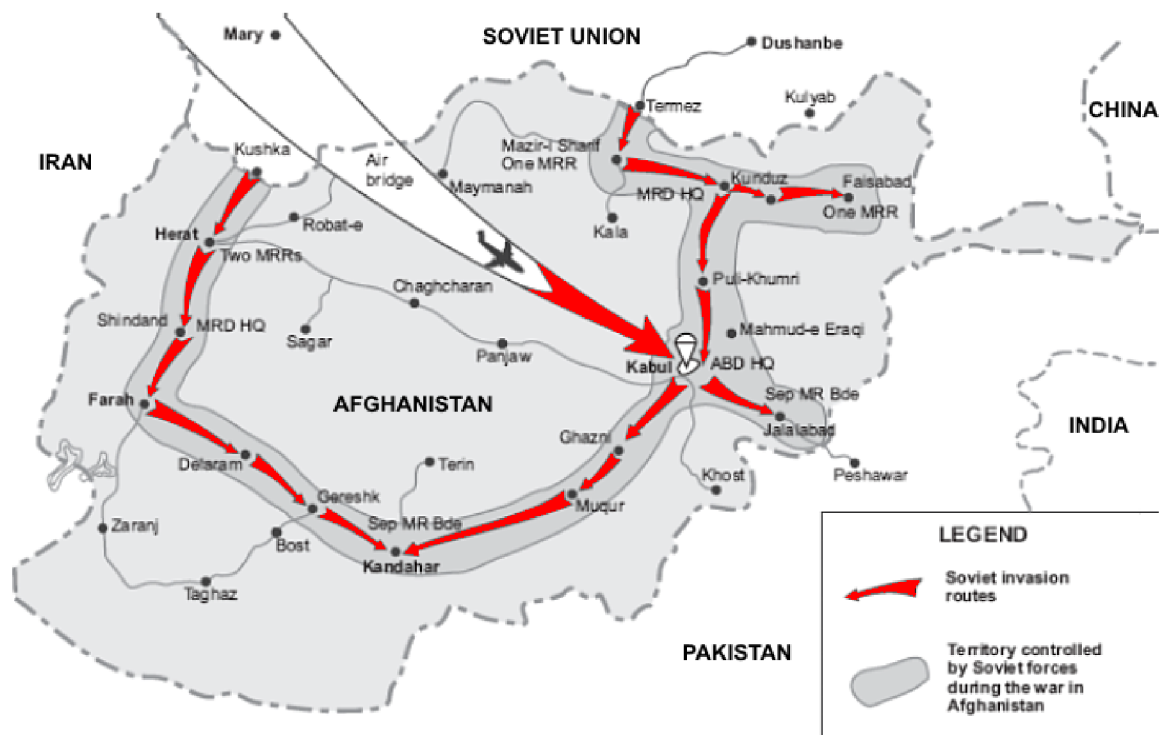 Mary
SOVIET UNION
Dushanbe
Kulyab
CHINA
Termez
IRAN
Kushka
Air
bridge
Maymanah
Mazir-i Sharif
One MRR
MRD HQ
Kunduz
Faisabad
One MRR
Robat-e
Kala
Herat
Two MRRs
Chaghcharan
Puli-Khumri
Shindand
MRD HQ
Sagar
Panjaw
Mahmud-e Eraqi
Kabul
ABD HQ
Farah
AFGHANISTAN
Sep MR Bde
Jalalabad
INDIA
Ghazni
Delaram
Terin
Khost
Peshawar
Gereshk
Muqur
Zaranj
Sep MR Bde
Bost
Kandahar
Taghaz
PAKISTAN
LEGEND
Soviet invasion
routes
Territory controlled
by Soviet forces
during the war in
Afghanistan